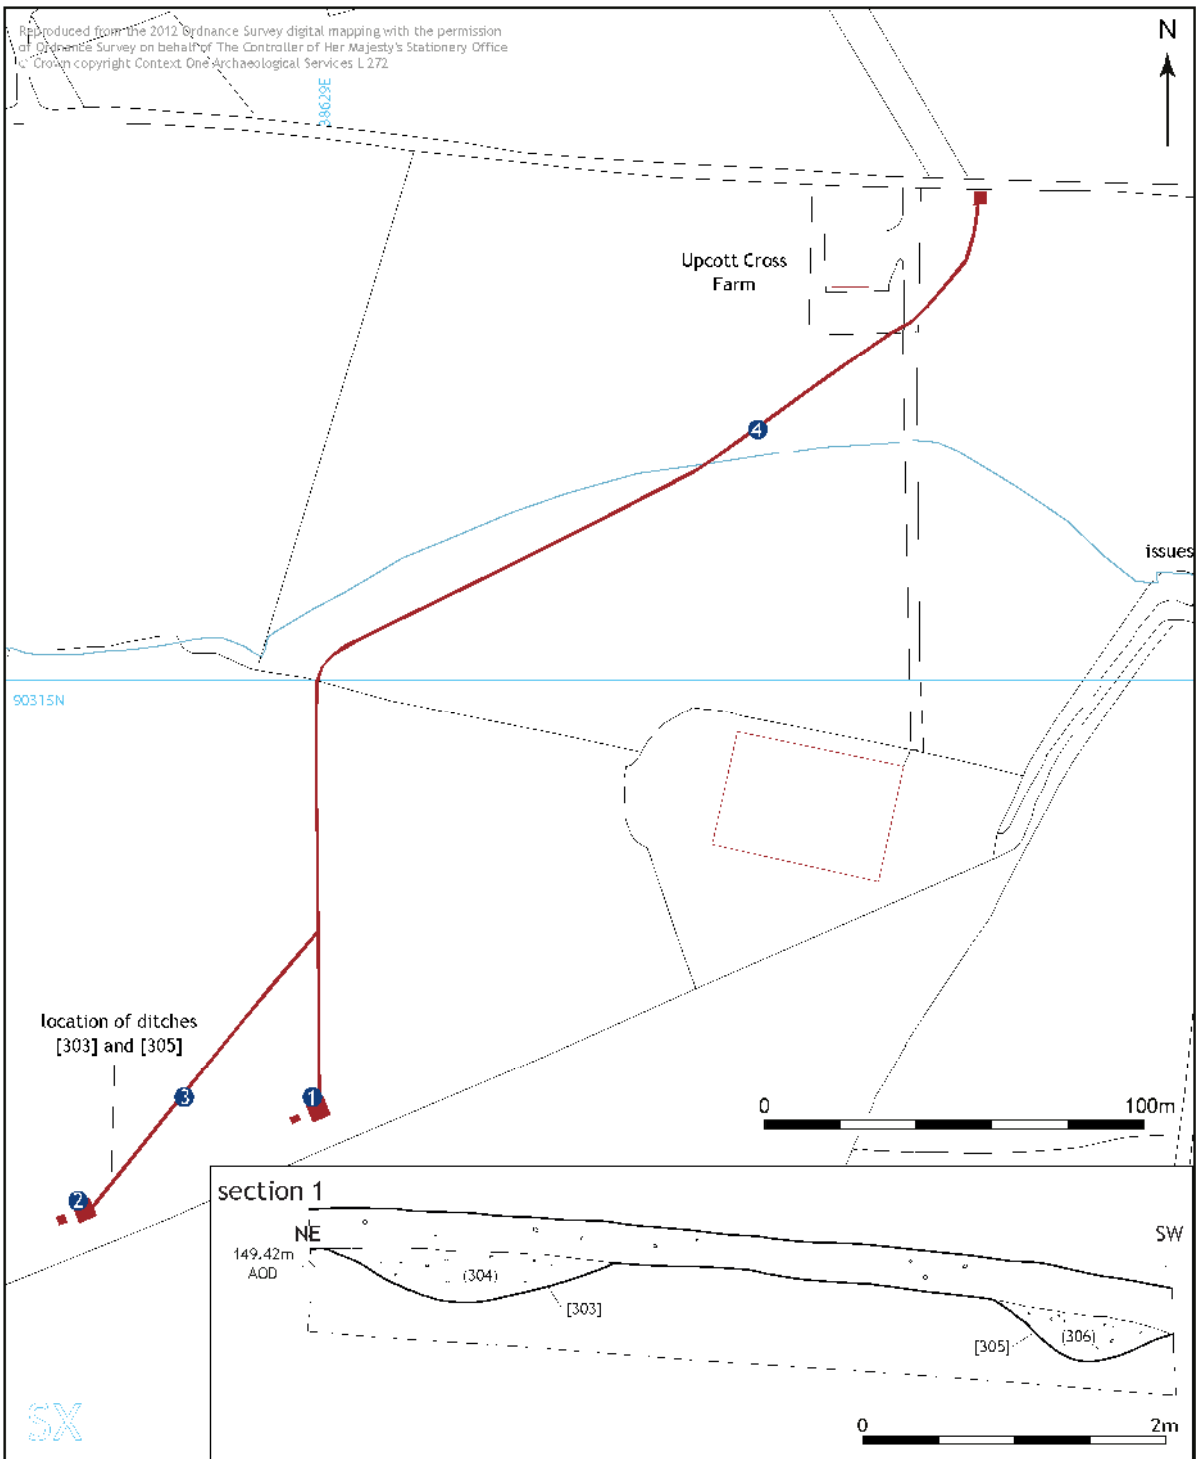 Reproduced from the 2012 Ordnance Survey digital mapping with the permission
of Ordnance Survey on behalf of The Controller of Her Majesty's Stationery Office
© Crown copyright Context One Archaeological Services L 272
N
38629E
Upcott Cross
Farm
4
issues
90315N
location of ditches
[303] and [305]
3
1
2
0 100m
section 1
NE
SW
149.42m
AOD
(304)
[303]
[305]
(306)
SX
0 2m